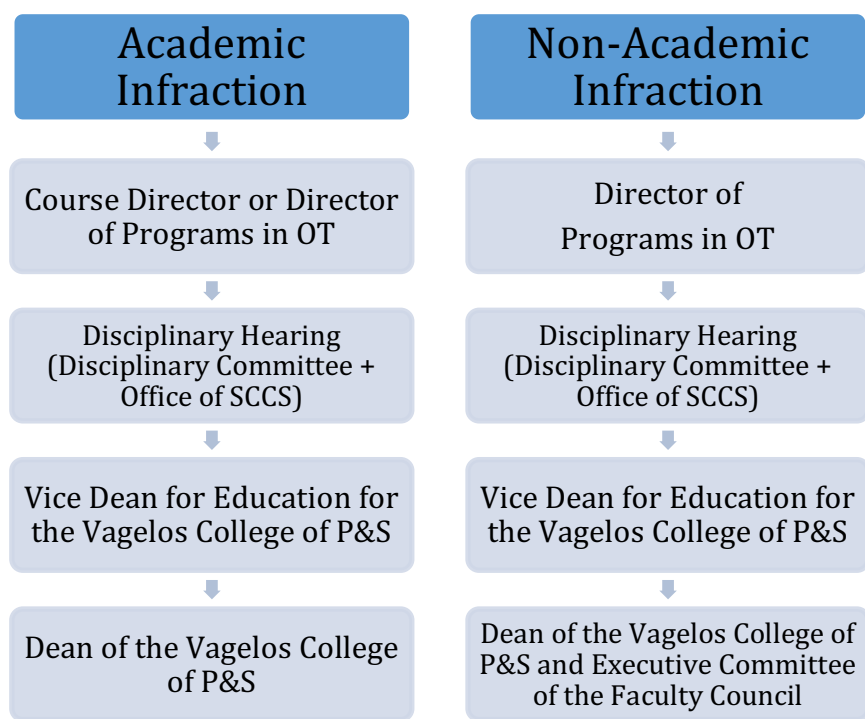 Academic
Infraction
Course Director or Director
of Programs in OT
Disciplinary Hearing
(Disciplinary Committee +
Office of SCCS)
Vice Dean for Education for
the Vagelos College of P&S
Dean of the Vagelos College
of P&S
Non-Academic
Infraction
Director of
Programs in OT
Disciplinary Hearing
(Disciplinary Committee +
Office of SCCS)
Vice Dean for Education for
the Vagelos College of P&S
Dean of the Vagelos College of
P&S and Executive Committee
of the Faculty Council